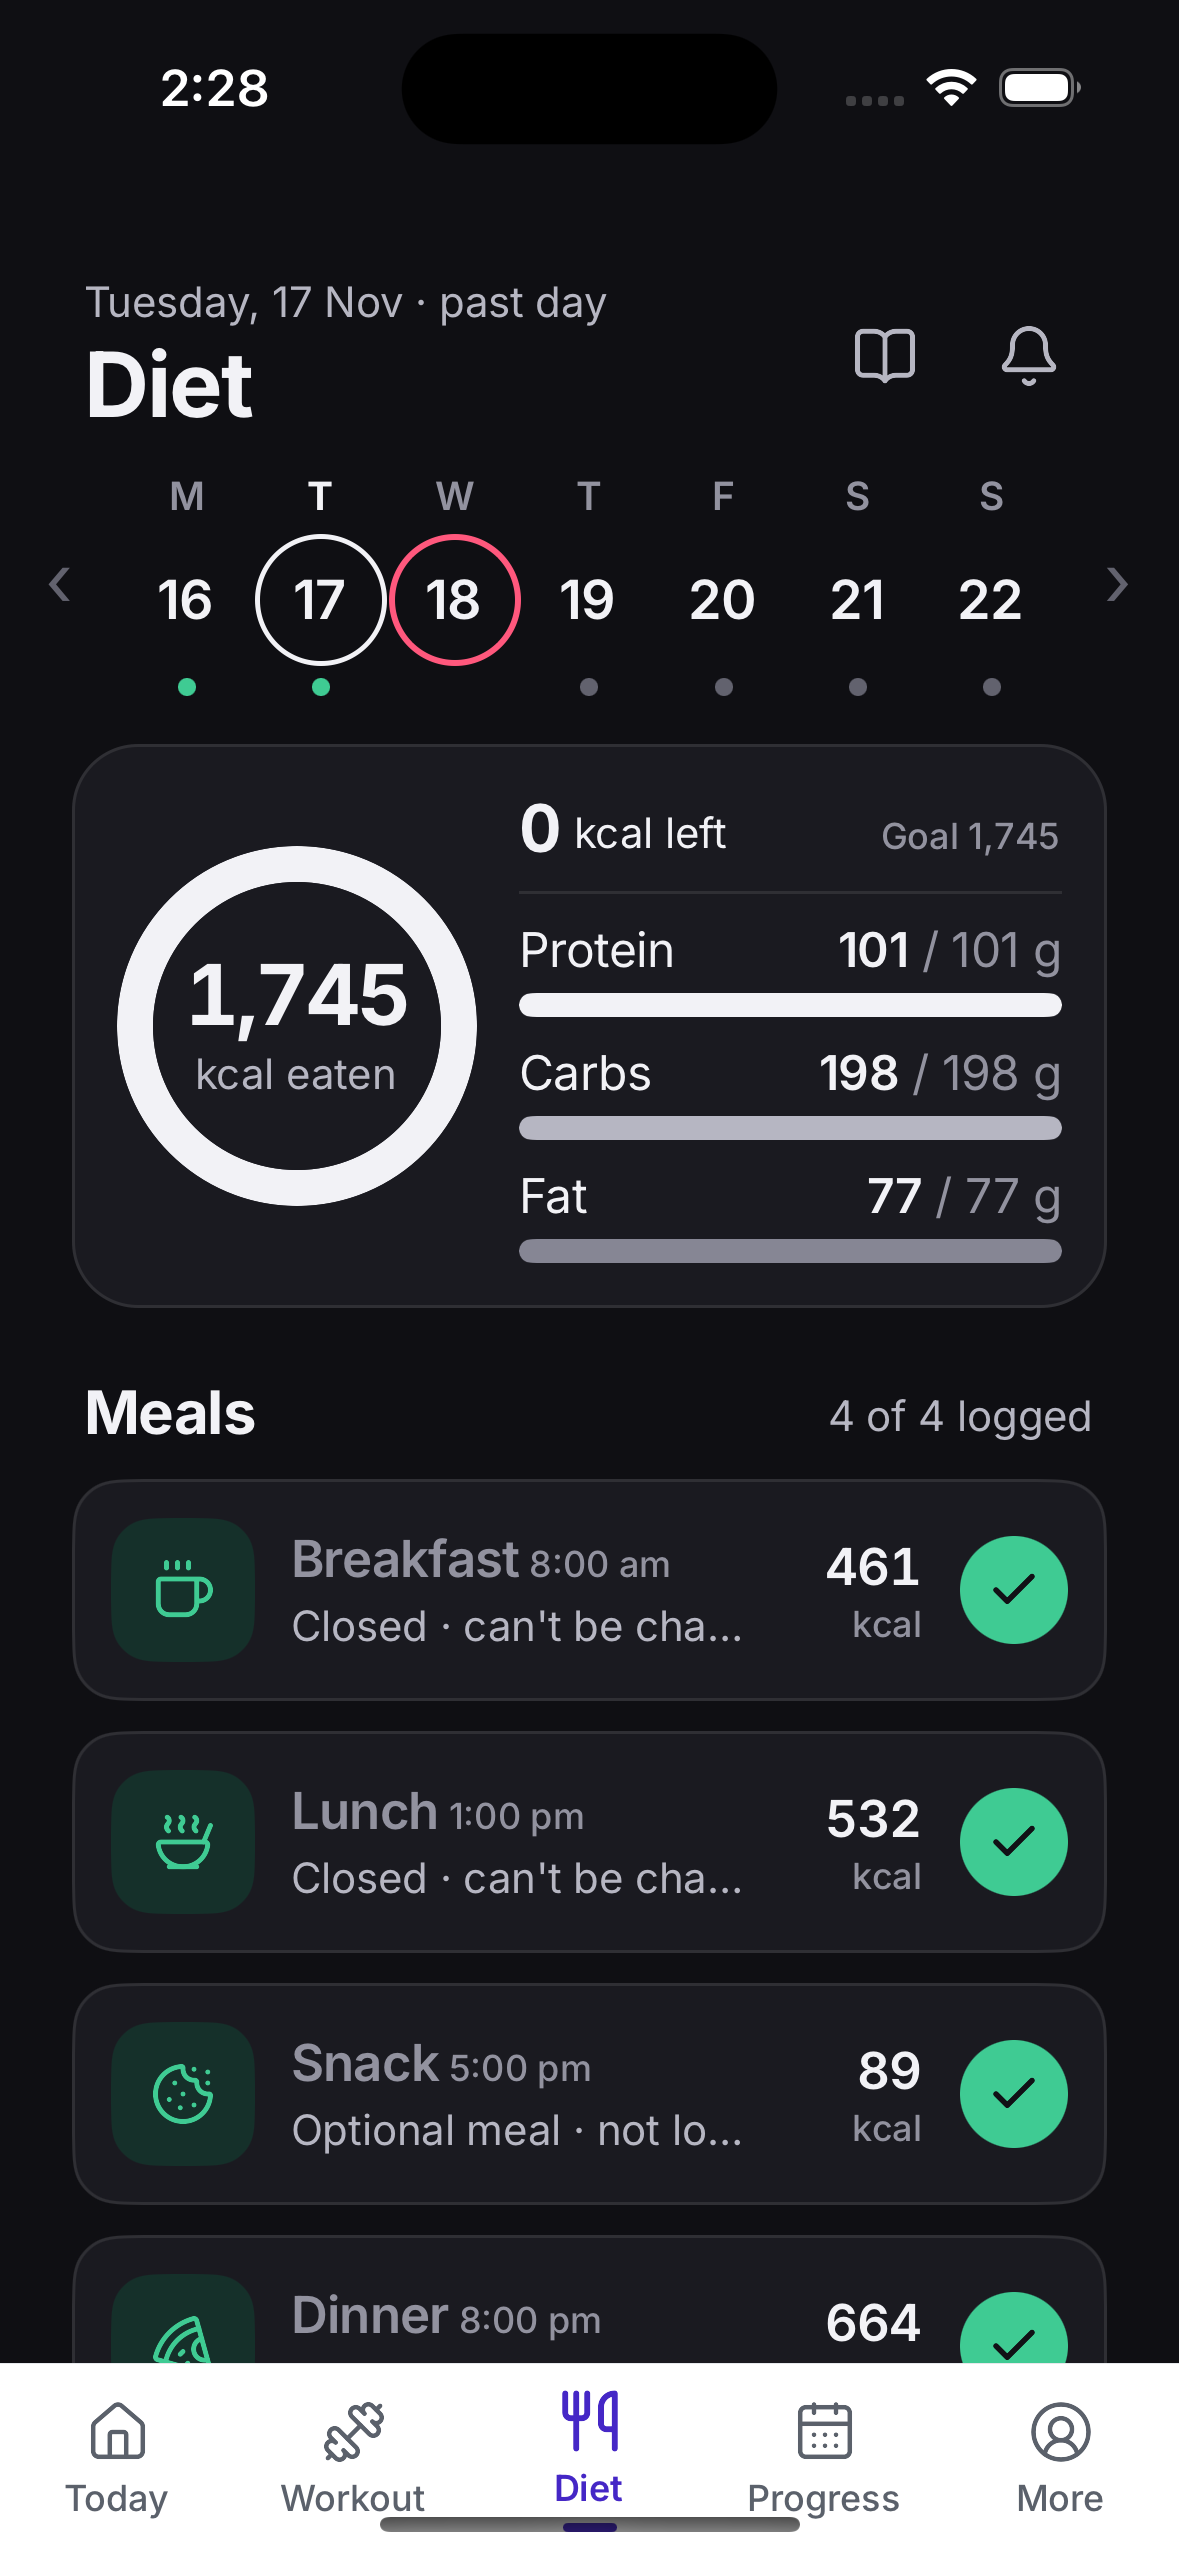 2:28
Tuesday, 17 Nov · past day
Diet
M T W T F S S
‹ 16 17 18 19 20 21 22 ›
0 kcal left Goal 1,745
1,745
kcal eaten
Protein 101 / 101 g
Carbs 198 / 198 g
Fat 77 / 77 g
Meals 4 of 4 logged
Breakfast 8:00 am 461
Closed · can't be cha... kcal
Lunch 1:00 pm 532
Closed · can't be cha... kcal
Snack 5:00 pm 89
Optional meal · not lo... kcal
Dinner 8:00 pm 664
Today Workout Diet Progress More